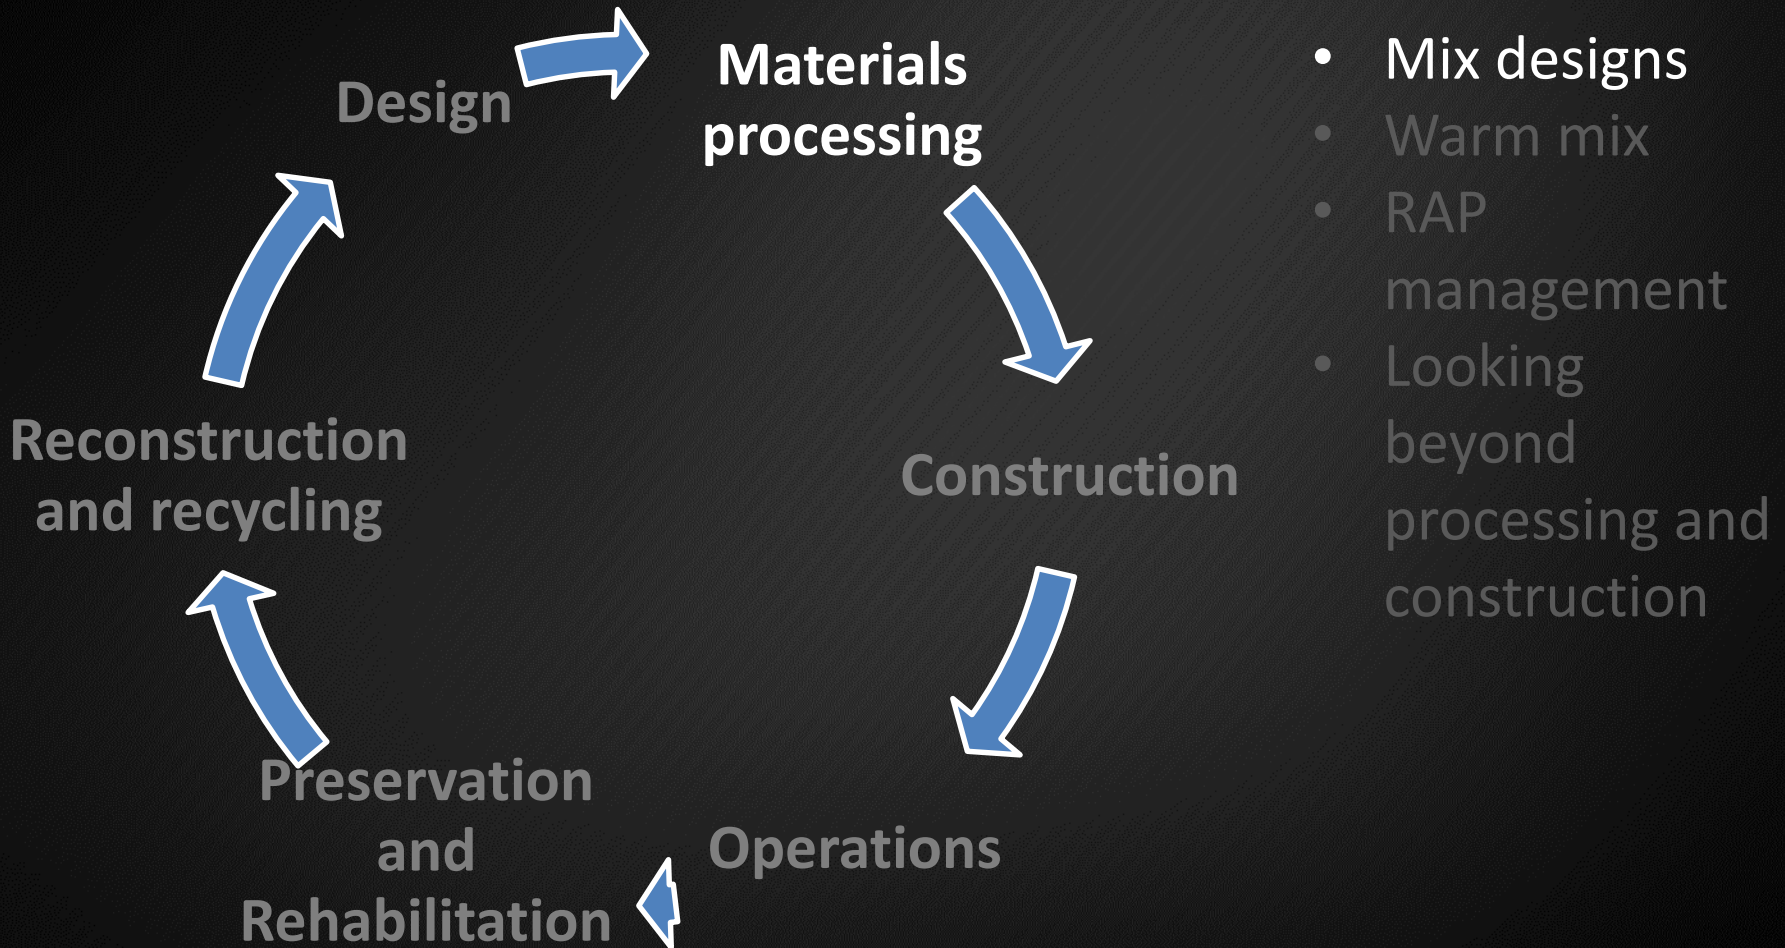 Design
Materials
processing
Construction
Operations
Preservation
and
Rehabilitation
Reconstruction
and recycling
• Mix designs
• Warm mix
• RAP
management
• Looking
beyond
processing and
construction